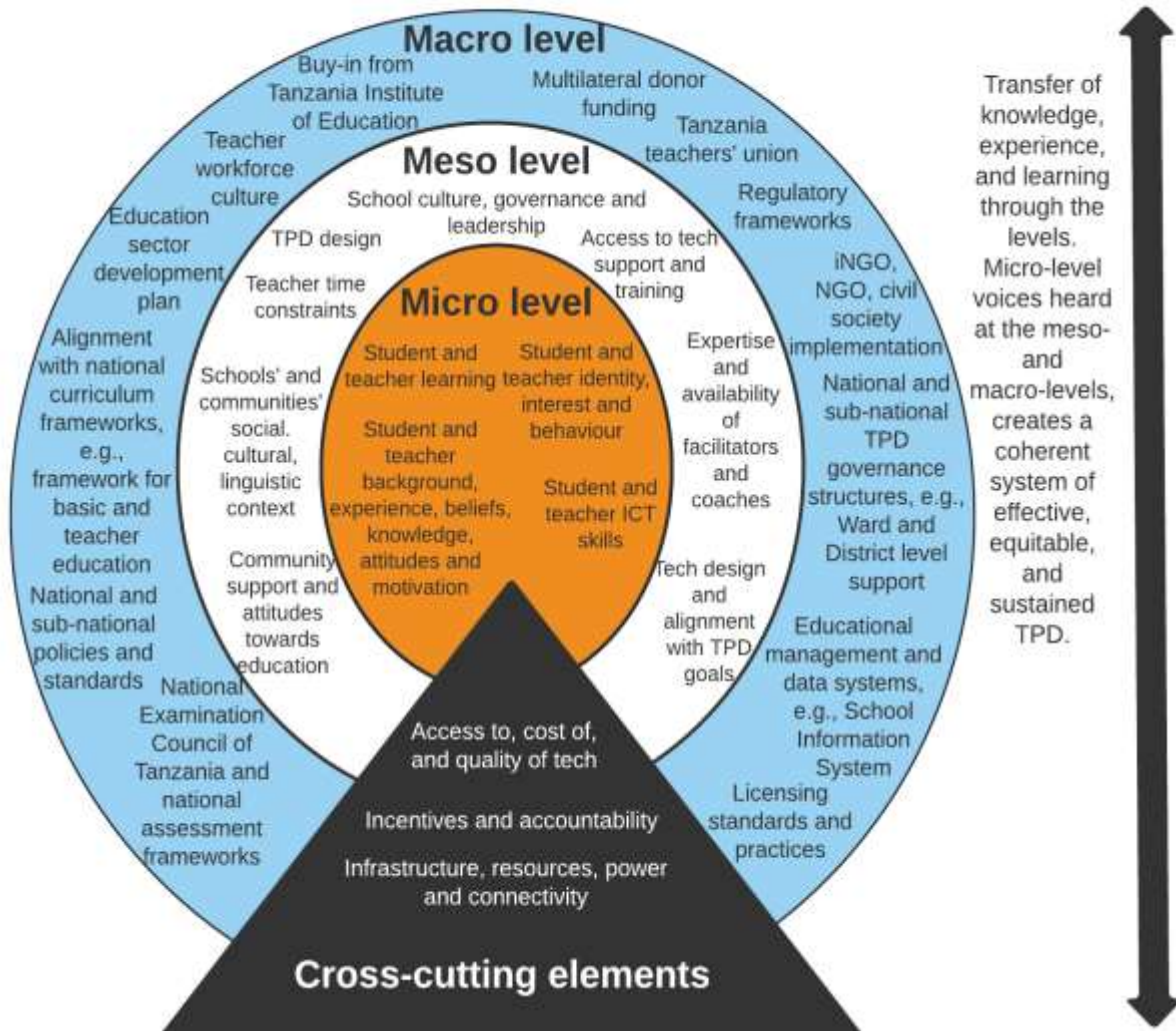 Macro level
Buy-in from
Tanzania Institute
of Education
Multilateral donor
funding
Tanzania
teachers' union
Teacher
workforce
culture
Regulatory
frameworks
Education
sector
development
plan
iNGO,
NGO, civil
society
implementation
Alignment
with national
curriculum
frameworks,
e.g.,
framework for
basic and
teacher
education
National and
sub-national
TPD
governance
structures, e.g.,
Ward and
District level
support
National and
sub-national
policies and
standards
Educational
management and
data systems,
e.g., School
Information
System
National
Examination
Council of
Tanzania and
national
assessment
frameworks
Licensing
standards and
practices
Meso level
School culture, governance and
leadership
TPD design
Access to tech
support and
training
Teacher time
constraints
Expertise
and
availability
of
facilitators
and
coaches
Schools' and
communities'
social.
cultural,
linguistic
context
Community
support and
attitudes
towards
education
Tech design
and
alignment
with TPD
goals
Micro level
Student and
teacher learning
Student and
teacher identity,
interest and
behaviour
Student and
teacher
background,
experience, beliefs,
knowledge,
attitudes and
motivation
Student and
teacher ICT
skills
Access to, cost of,
and quality of tech
Incentives and accountability
Infrastructure, resources, power
and connectivity
Cross-cutting elements
Transfer of
knowledge,
experience,
and learning
through the
levels.
Micro-level
voices heard
at the meso-
and
macro-levels,
creates a
coherent
system of
effective,
equitable,
and
sustained
TPD.